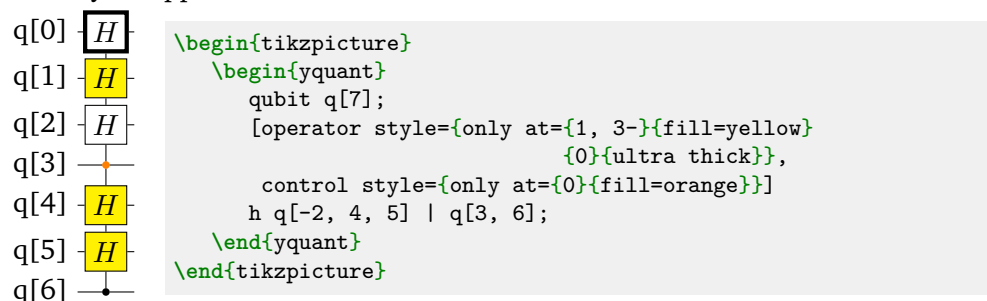 q[0] H
q[1] H
q[2] H
q[3]
q[4] H
q[5] H
q[6]
\begin{tikzpicture}
\begin{yquant}
qubit q[7];
[operator style={only at={1, 3-}{fill=yellow}
{0}{ultra thick}},
control style={only at={0}{fill=orange}}]
h q[-2, 4, 5] | q[3, 6];
\end{yquant}
\end{tikzpicture}